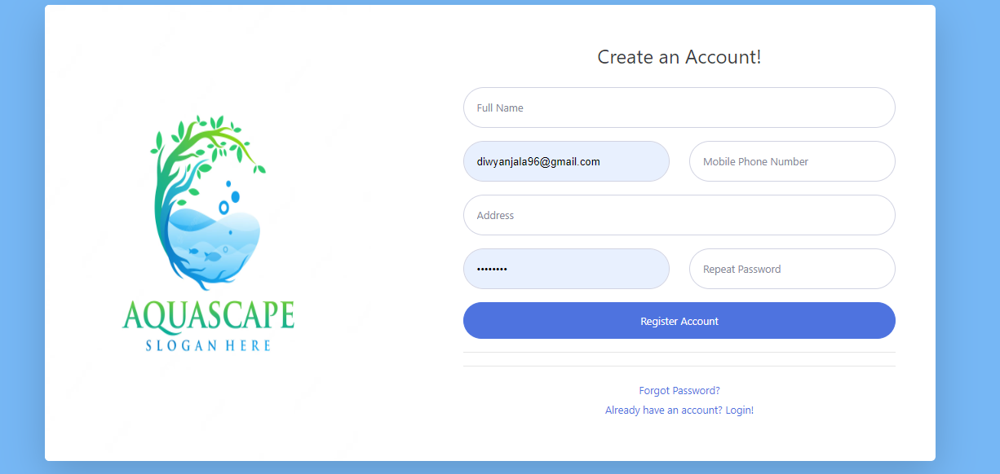 Create an Account!
Full Name
diwyanjala96@gmail.com
Mobile Phone Number
Address
••••••••
Repeat Password
Register Account
Forgot Password?
Already have an account? Login!
AQUASCAPE
SLOGAN HERE